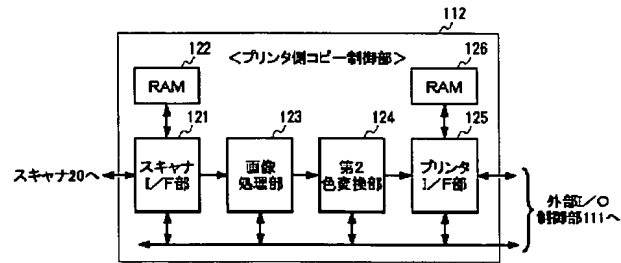 112
<プリンタ側コピー制御部>
122
126
RAM
RAM
121
123
124
125
スキャナ20へ
スキャナ
I/F部
画像
処理部
第2
色変換部
プリンタ
I/F部
外部I/O
制御部111へ